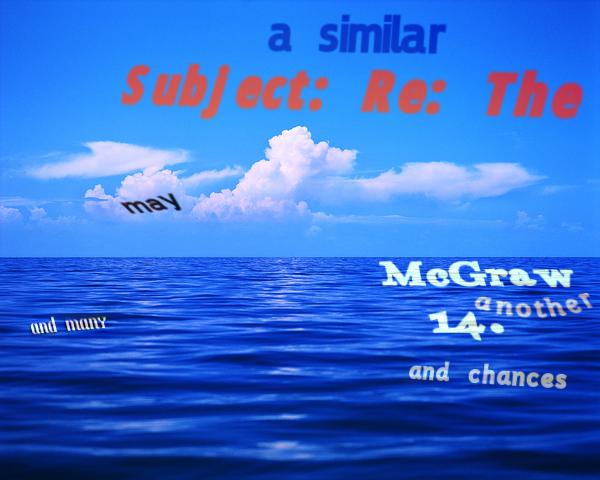 a similar
Subject: Re: The
may
McGraw
another
14.
and many
and chances